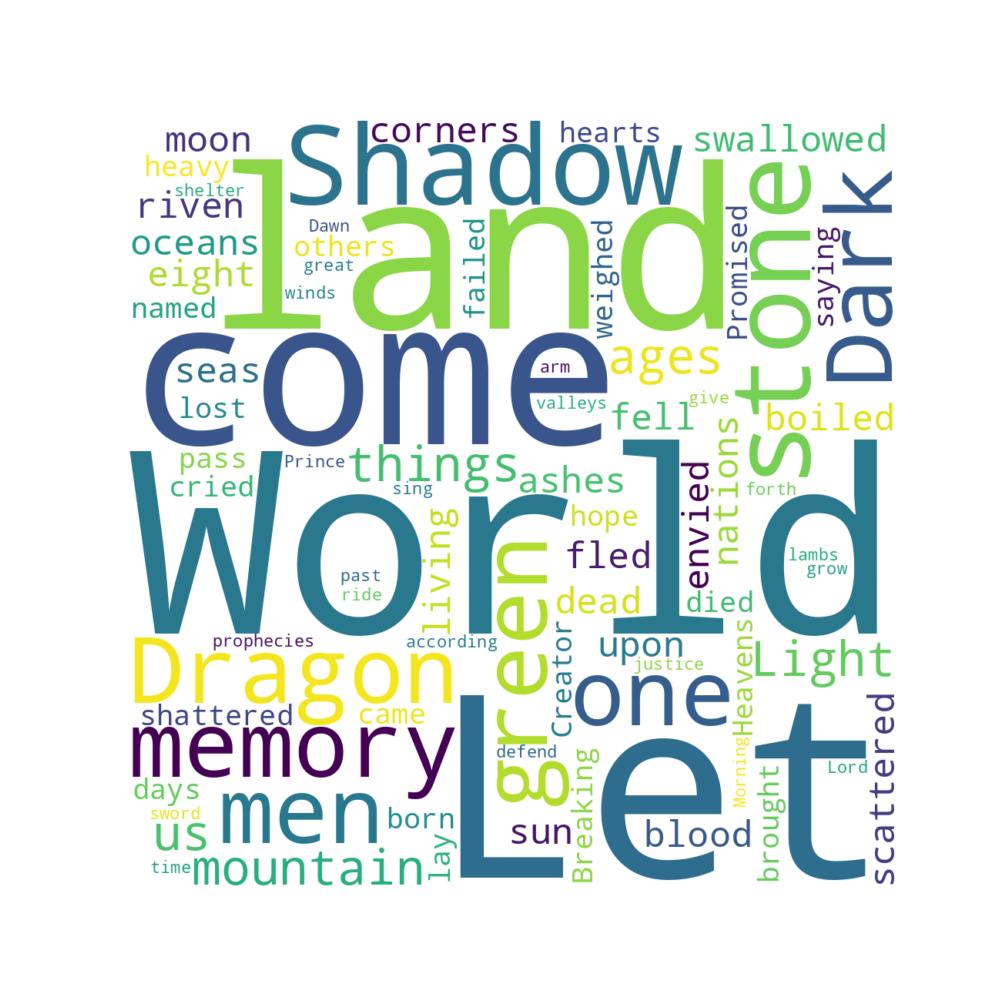 moon
Shadow
corners
hearts
swallowed
heavy
shelter
riven
land
stone
Dark
oceans
Dawn
others
great
failed
weighed
Promised
saying
eight
named
winds
come
seas
lost
arm
valleys
ages
fell
give
boiled
pass
cried
Prince
things
sing
ashes
nations
envied
forth
World
living
green
hope
fled
lambs
grow
past
ride
dead
died
prophecies
according
Creator
upon
justice
Heavens
Light
Dragon
one
shattered
came
memory
Let
defend
Breaking
Morning
brought
Lord
scattered
days
sword
men
born
us
lay
sun
blood
time
mountain